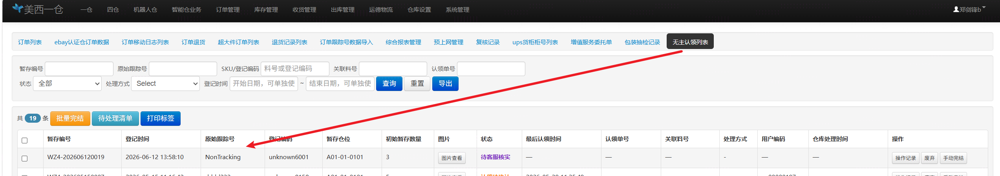 美西一仓 一仓 四仓 机器人仓 智能仓业务 订单管理 库存管理 收货管理 出库管理 运德物流 仓库设置 系统管理 郑剑锋b
订单列表 ebay认证仓订单数据 订单移动日志列表 订单退货 超大件订单列表 退货记录列表 订单跟踪号数据导入 综合报表管理 预上网管理 复核记录 ups货柜柜号列表 增值服务委托单 包装抽检记录 无主认领列表
暂存编号 原始跟踪号 SKU/登记编码 料号或登记编码 关联料号 认领单号
状态 全部 处理方式 Select 登记时间 开始日期，可单独使 ~ 结束日期，可单独使 查询 重置 导出
共 19 条 批量完结 待处理清单 打印标签
暂存编号 登记时间 原始跟踪号 登记编码 暂存仓位 初始暂存数量 图片 状态 最后认领时间 认领单号 关联料号 处理方式 用户编码 仓库处理时间 操作
WZ4-202606120019 2026-06-12 13:58:10 NonTracking unknown6001 A01-01-0101 3 图片查看 待客服核实 — — — - — — 操作记录 废弃 手动完结